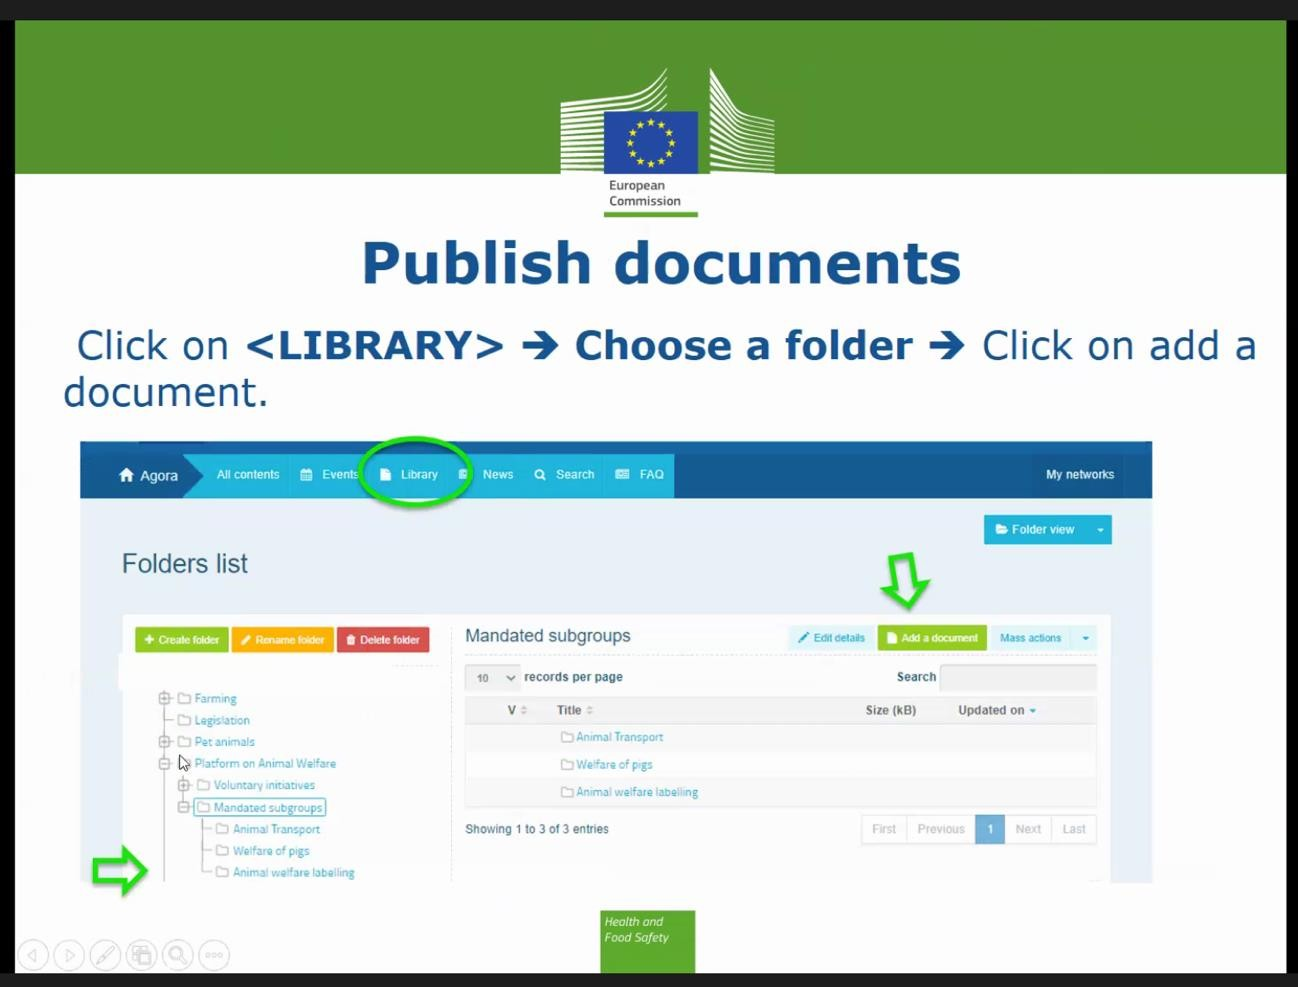 European
Commission
Publish documents
Click on <LIBRARY> ➔ Choose a folder ➔ Click on add a
document.
Agora
All contents
Events
Library
News
Search
FAQ
My networks
Folder view
Folders list
Create folder
Rename folder
Delete folder
Farming
Legislation
Pet animals
Platform on Animal Welfare
Voluntary initiatives
Mandated subgroups
Animal Transport
Welfare of pigs
Animal welfare labelling
Mandated subgroups
Edit details
Add a document
Mass actions
10 records per page
Search
V Title Size (kB) Updated on
Animal Transport
Welfare of pigs
Animal welfare labelling
Showing 1 to 3 of 3 entries
First Previous 1 Next Last
Health and
Food Safety